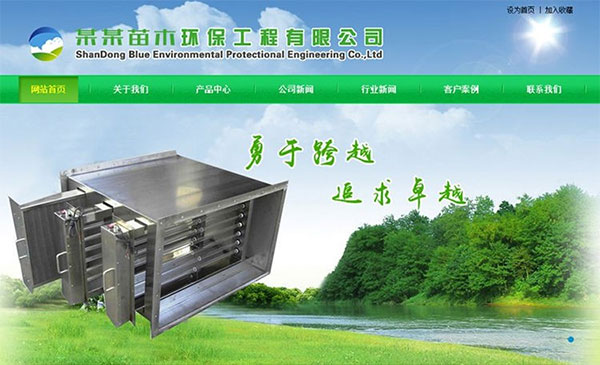 设为首页 | 加入收藏
某某苗木环保工程有限公司
ShanDong Blue Environmental Protectional Engineering Co.,Ltd
网站首页 关于我们 产品中心 公司新闻 行业新闻 客户案例 联系我们
勇于跨越
追求卓越